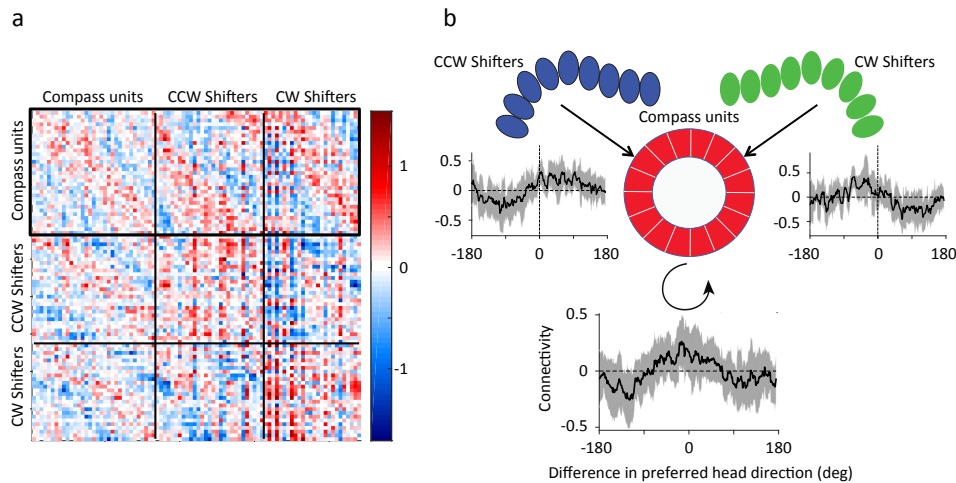 a
Compass units CCW Shifters CW Shifters
Compass units
CCW Shifters
CW Shifters
1
0
-1
b
CCW Shifters
CW Shifters
Compass units
0.5
0
-0.5
-180 0 180
0.5
0
-0.5
-180 0 180
Connectivity
0.5
0
-0.5
-180 0 180
Difference in preferred head direction (deg)